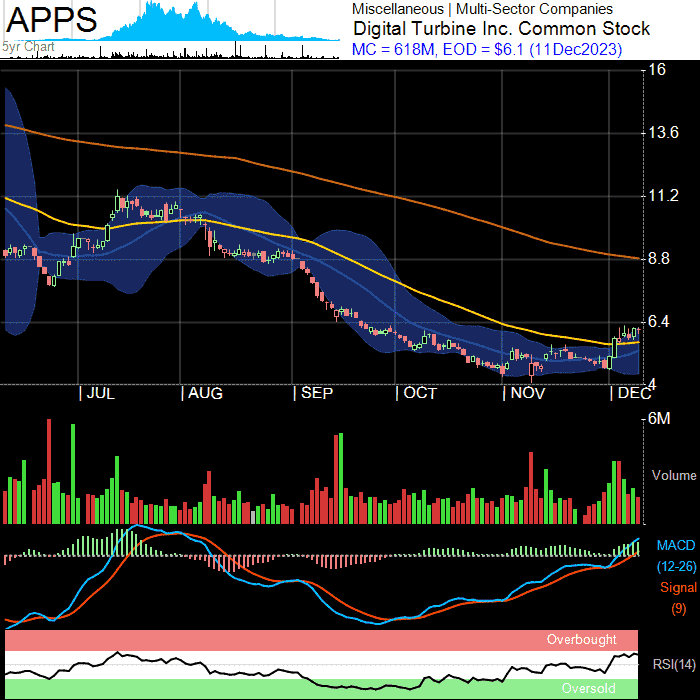 APPS
5yr Chart
Miscellaneous | Multi-Sector Companies
Digital Turbine Inc. Common Stock
MC = 618M, EOD = $6.1 (11Dec2023)
16
13.6
11.2
8.8
6.4
4
JUL AUG SEP OCT NOV DEC
6M
Volume
MACD
(12-26)
Signal
(9)
Overbought
RSI(14)
Oversold